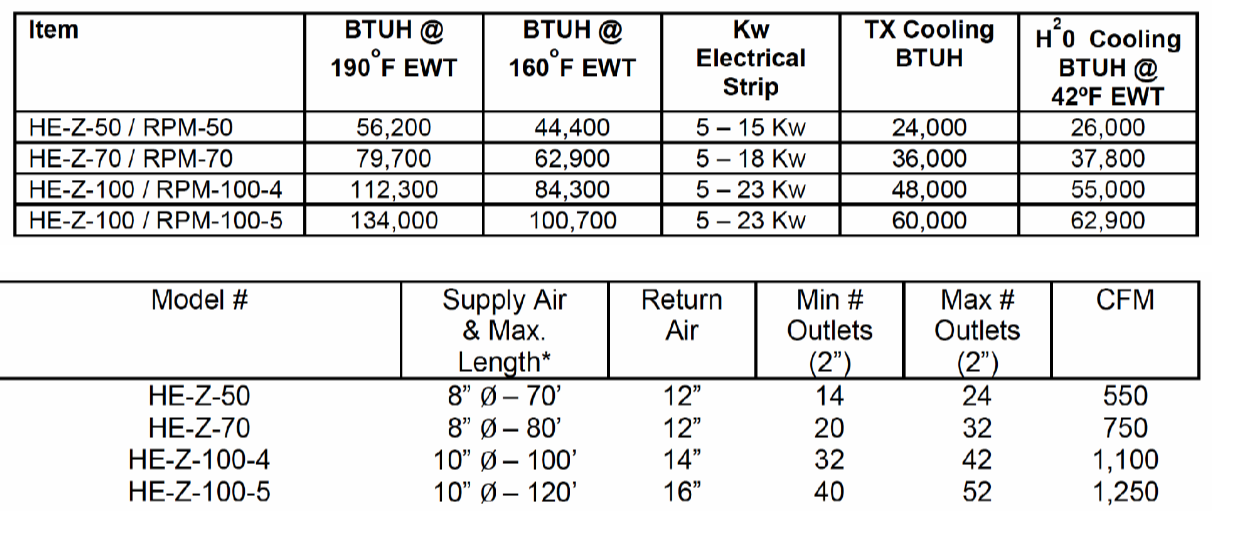 Item BTUH @ 190°F EWT BTUH @ 160°F EWT Kw Electrical Strip TX Cooling BTUH H²0 Cooling BTUH @ 42ºF EWT
HE-Z-50 / RPM-50 56,200 44,400 5 – 15 Kw 24,000 26,000
HE-Z-70 / RPM-70 79,700 62,900 5 – 18 Kw 36,000 37,800
HE-Z-100 / RPM-100-4 112,300 84,300 5 – 23 Kw 48,000 55,000
HE-Z-100 / RPM-100-5 134,000 100,700 5 – 23 Kw 60,000 62,900
Model # Supply Air & Max. Length* Return Air Min # Outlets (2”) Max # Outlets (2”) CFM
HE-Z-50 8” Ø – 70’ 12” 14 24 550
HE-Z-70 8” Ø – 80’ 12” 20 32 750
HE-Z-100-4 10” Ø – 100’ 14” 32 42 1,100
HE-Z-100-5 10” Ø – 120’ 16” 40 52 1,250